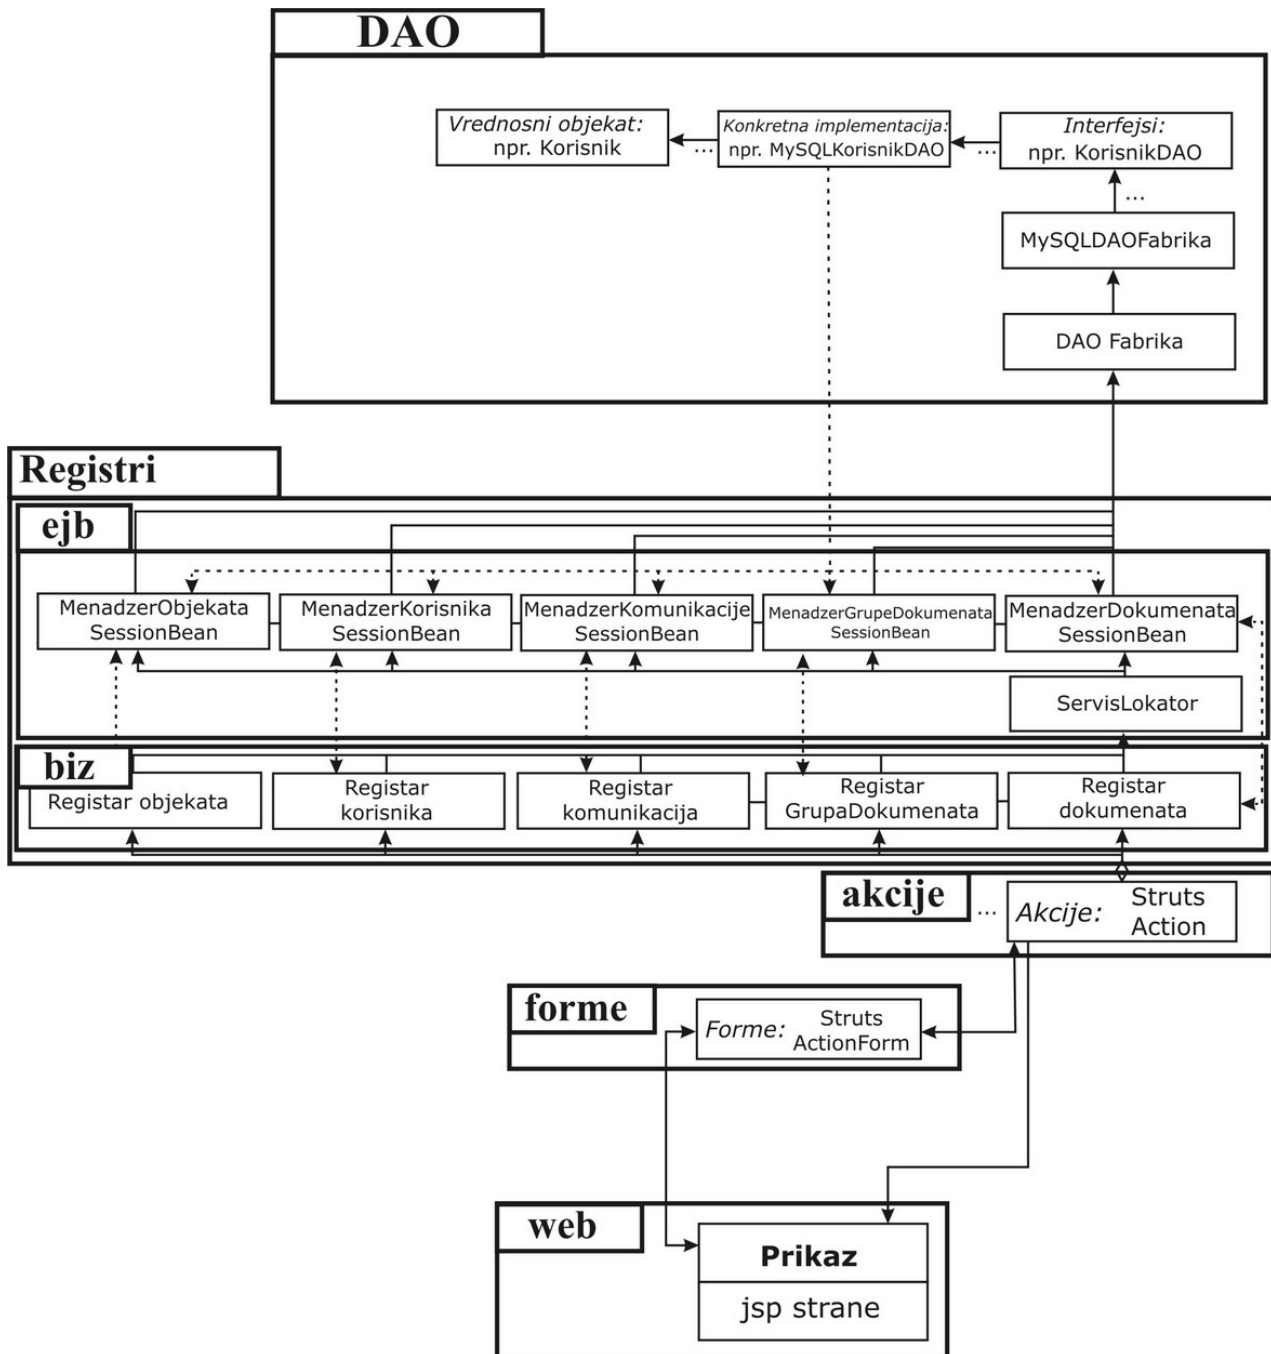 DAO
Vrednosni objekat:
npr. Korisnik
...
Konkretna implementacija:
npr. MySQLKorisnikDAO
...
Interfejsi:
npr. KorisnikDAO
...
MySQLDAOFabrika
DAO Fabrika
Registri
ejb
MenadzerObjekata
SessionBean
MenadzerKorisnika
SessionBean
MenadzerKomunikacije
SessionBean
MenadzerGrupeDokumenata
SessionBean
MenadzerDokumenata
SessionBean
ServisLokator
biz
Registar objekata
Registar
korisnika
Registar
komunikacija
Registar
GrupaDokumenata
Registar
dokumenata
akcije
...
Akcije: Struts
Action
forme
Forme: Struts
ActionForm
web
Prikaz
jsp strane